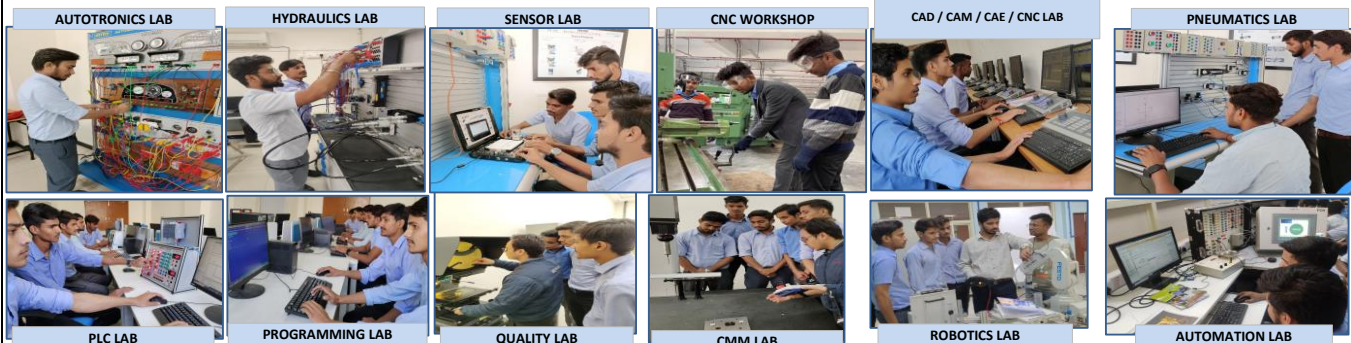 AUTOTRONICS LAB
HYDRAULICS LAB
SENSOR LAB
CNC WORKSHOP
CAD / CAM / CAE / CNC LAB
PNEUMATICS LAB
PLC LAB
PROGRAMMING LAB
QUALITY LAB
CMM LAB
ROBOTICS LAB
AUTOMATION LAB